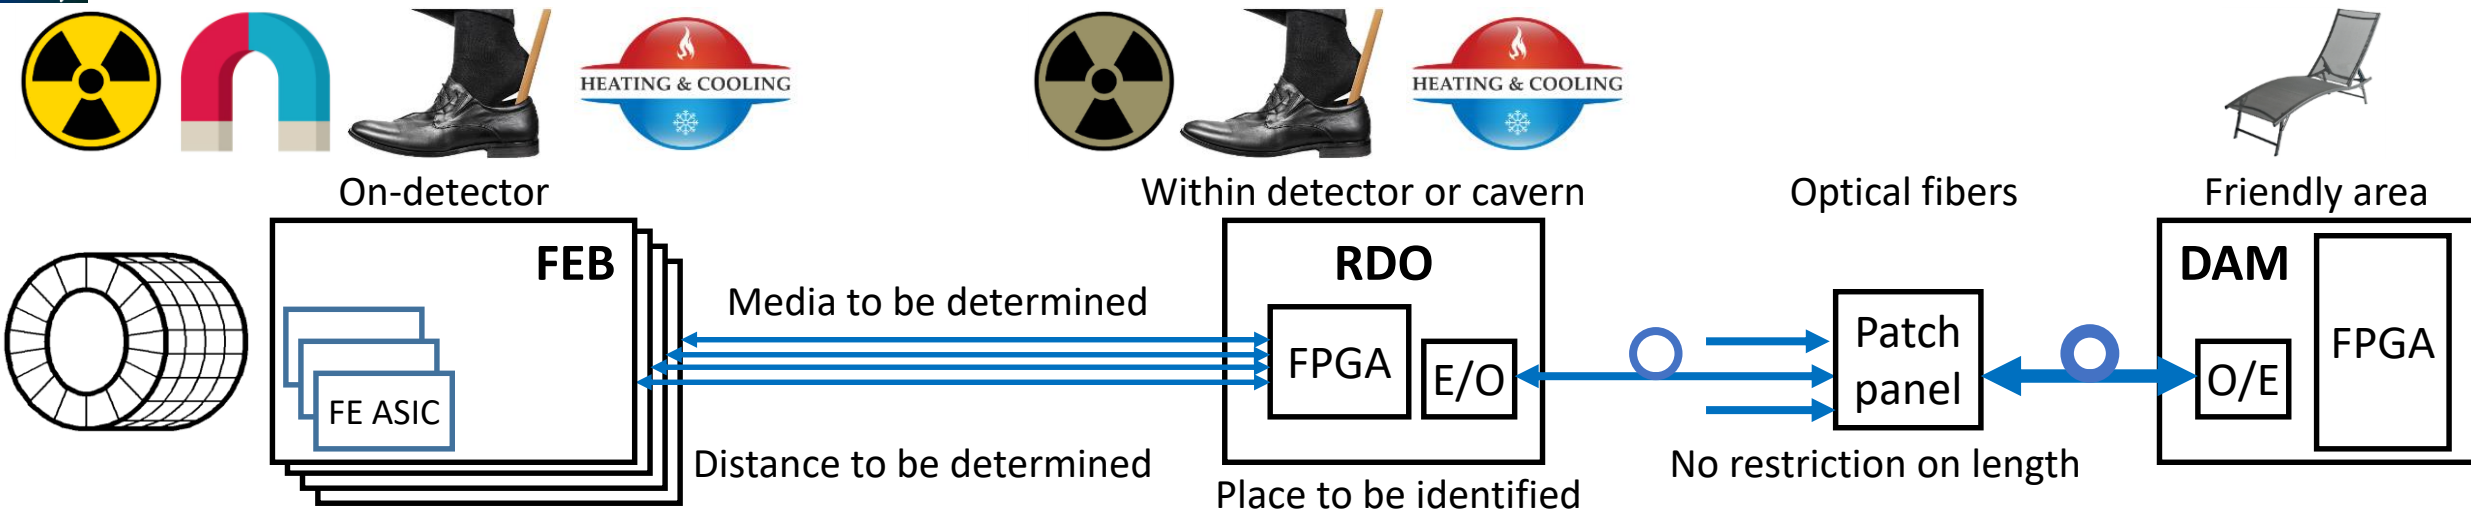 HEATING & COOLING
HEATING & COOLING
On-detector
Within detector or cavern
Optical fibers
Friendly area
FEB
RDO
DAM
Media to be determined
FPGA
E/O
Patch
panel
O/E
FPGA
FE ASIC
Distance to be determined
No restriction on length
Place to be identified